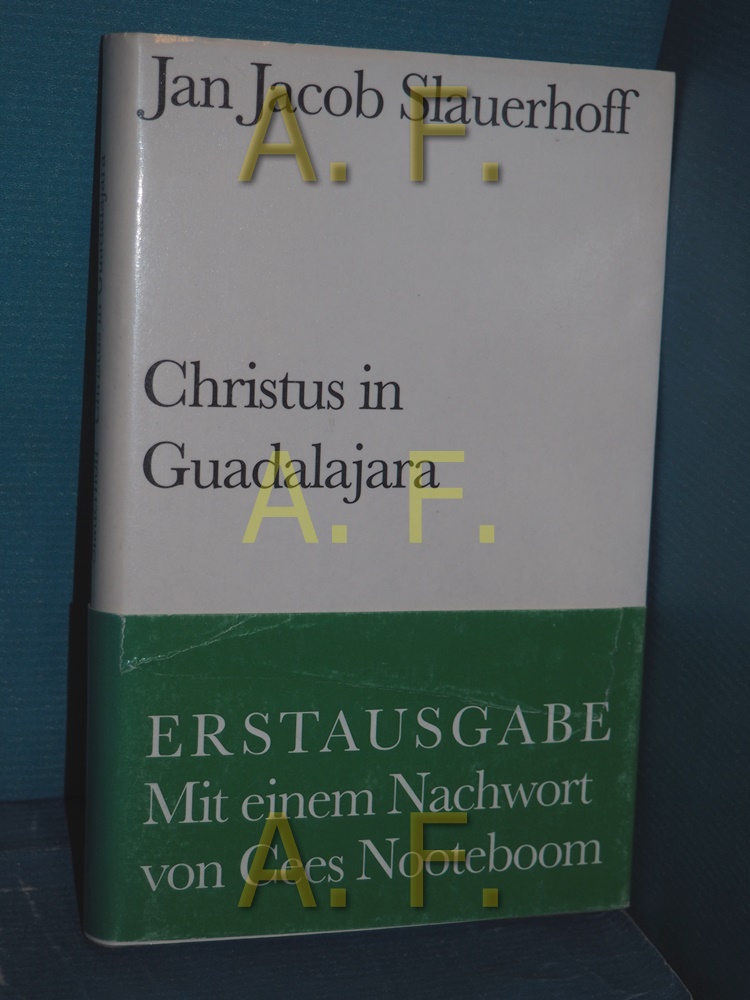 Jan Jacob Slauerhoff
A. F.
Christus in
Guadalajara
A. F.
ERSTAUSGABE
Mit einem Nachwort
von Cees Nooteboom
A. F.